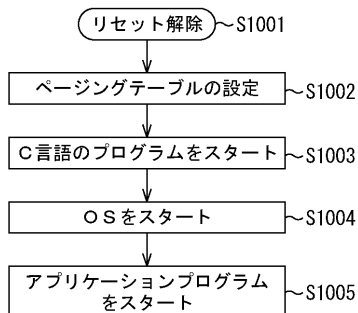 リセット解除 S1001
ページングテーブルの設定 S1002
C言語のプログラムをスタート S1003
OSをスタート S1004
アプリケーションプログラム
をスタート S1005